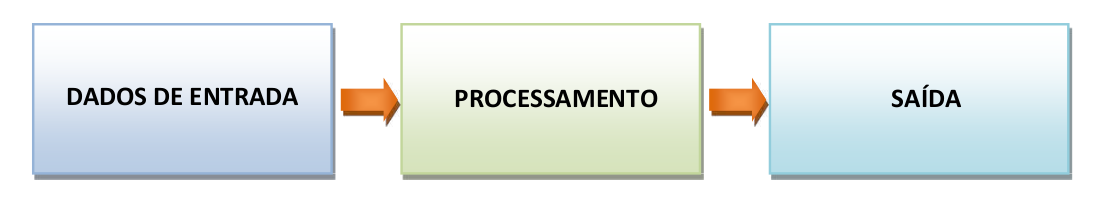 DADOS DE ENTRADA
PROCESSAMENTO
SAÍDA